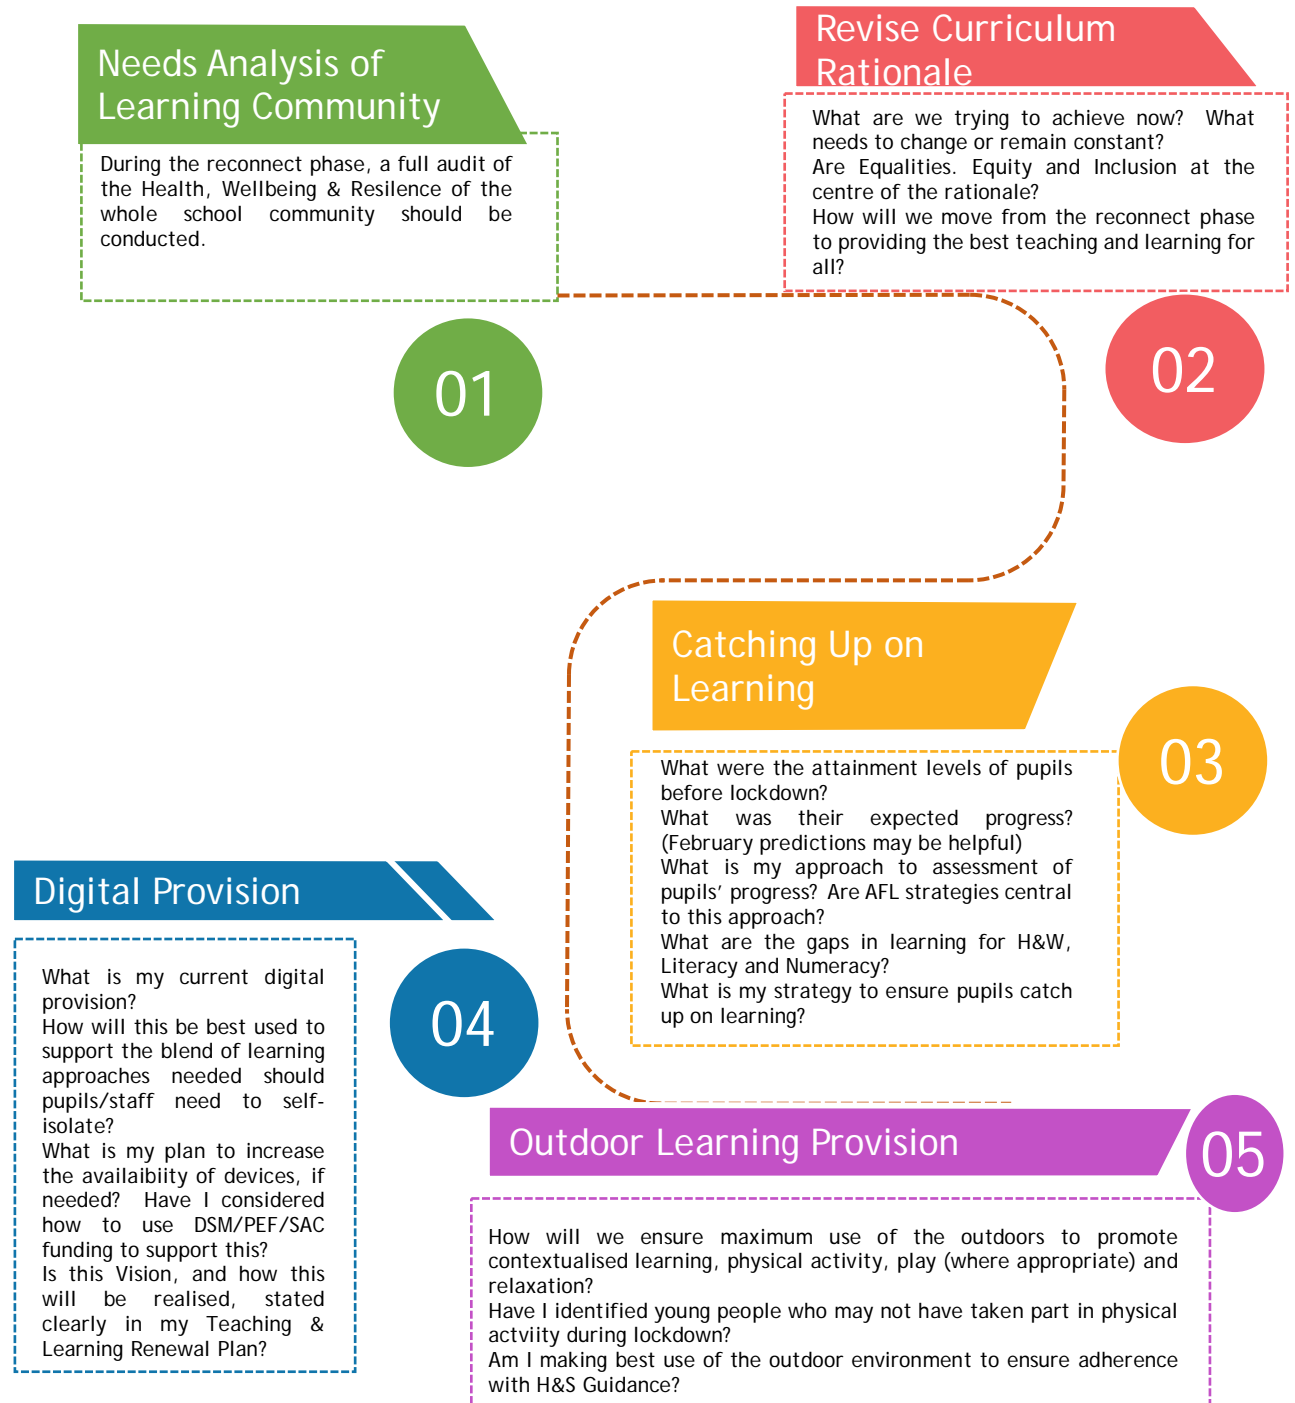 Needs Analysis of
Learning Community
During the reconnect phase, a full audit of
the Health, Wellbeing & Resilence of the
whole school community should be
conducted.
01
Revise Curriculum
Rationale
What are we trying to achieve now? What
needs to change or remain constant?
Are Equalities. Equity and Inclusion at the
centre of the rationale?
How will we move from the reconnect phase
to providing the best teaching and learning for
all?
02
Catching Up on
Learning
03
What were the attainment levels of pupils
before lockdown?
What was their expected progress?
(February predictions may be helpful)
What is my approach to assessment of
pupils' progress? Are AFL strategies central
to this approach?
What are the gaps in learning for H&W,
Literacy and Numeracy?
What is my strategy to ensure pupils catch
up on learning?
Digital Provision
04
What is my current digital
provision?
How will this be best used to
support the blend of learning
approaches needed should
pupils/staff need to self-
isolate?
What is my plan to increase
the availaibiity of devices, if
needed? Have I considered
how to use DSM/PEF/SAC
funding to support this?
Is this Vision, and how this
will be realised, stated
clearly in my Teaching &
Learning Renewal Plan?
Outdoor Learning Provision
05
How will we ensure maximum use of the outdoors to promote
contextualised learning, physical activity, play (where appropriate) and
relaxation?
Have I identified young people who may not have taken part in physical
actviity during lockdown?
Am I making best use of the outdoor environment to ensure adherence
with H&S Guidance?